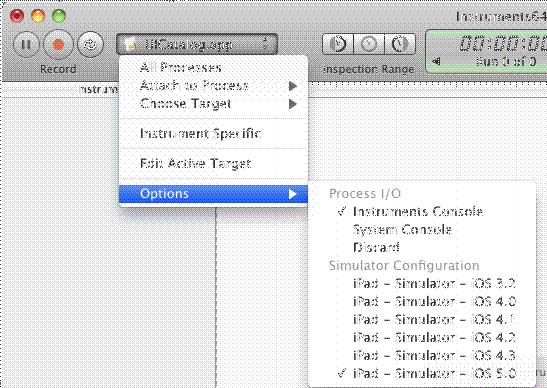 Instruments64
UICatalog.app
00:00:0
Record
Inspection Range
Run 0 of 0
All Processes
Attach to Process
Choose Target
Instrument Specific
Edit Active Target
Options
Process I/O
✓ Instruments Console
System Console
Discard
Simulator Configuration
iPad – Simulator – iOS 3.2
iPad – Simulator – iOS 4.0
iPad – Simulator – iOS 4.1
iPad – Simulator – iOS 4.2
iPad – Simulator – iOS 4.3
✓ iPad – Simulator – iOS 5.0